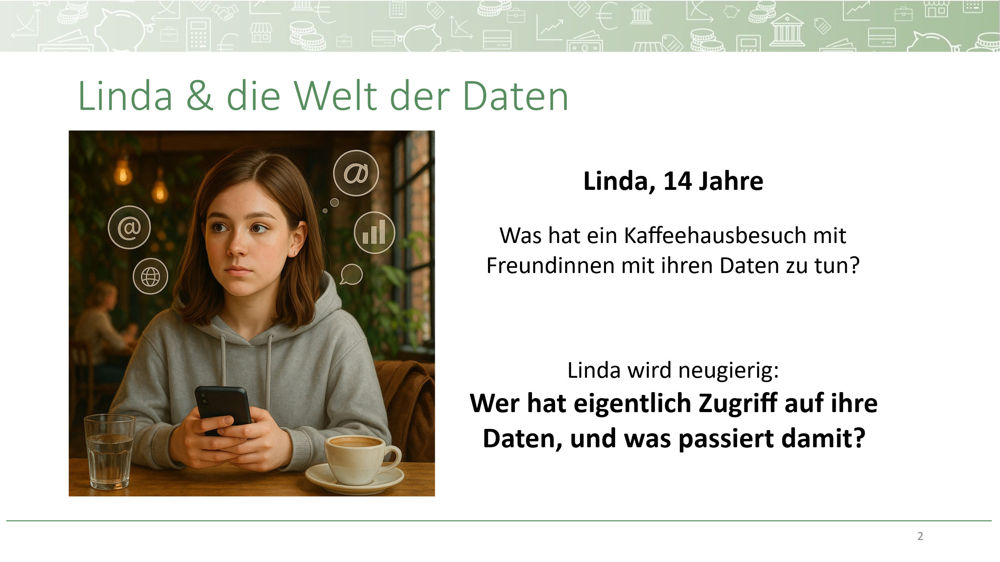 Linda & die Welt der Daten
@
@
Linda, 14 Jahre
Was hat ein Kaffeehausbesuch mit
Freundinnen mit ihren Daten zu tun?
Linda wird neugierig:
Wer hat eigentlich Zugriff auf ihre
Daten, und was passiert damit?
2